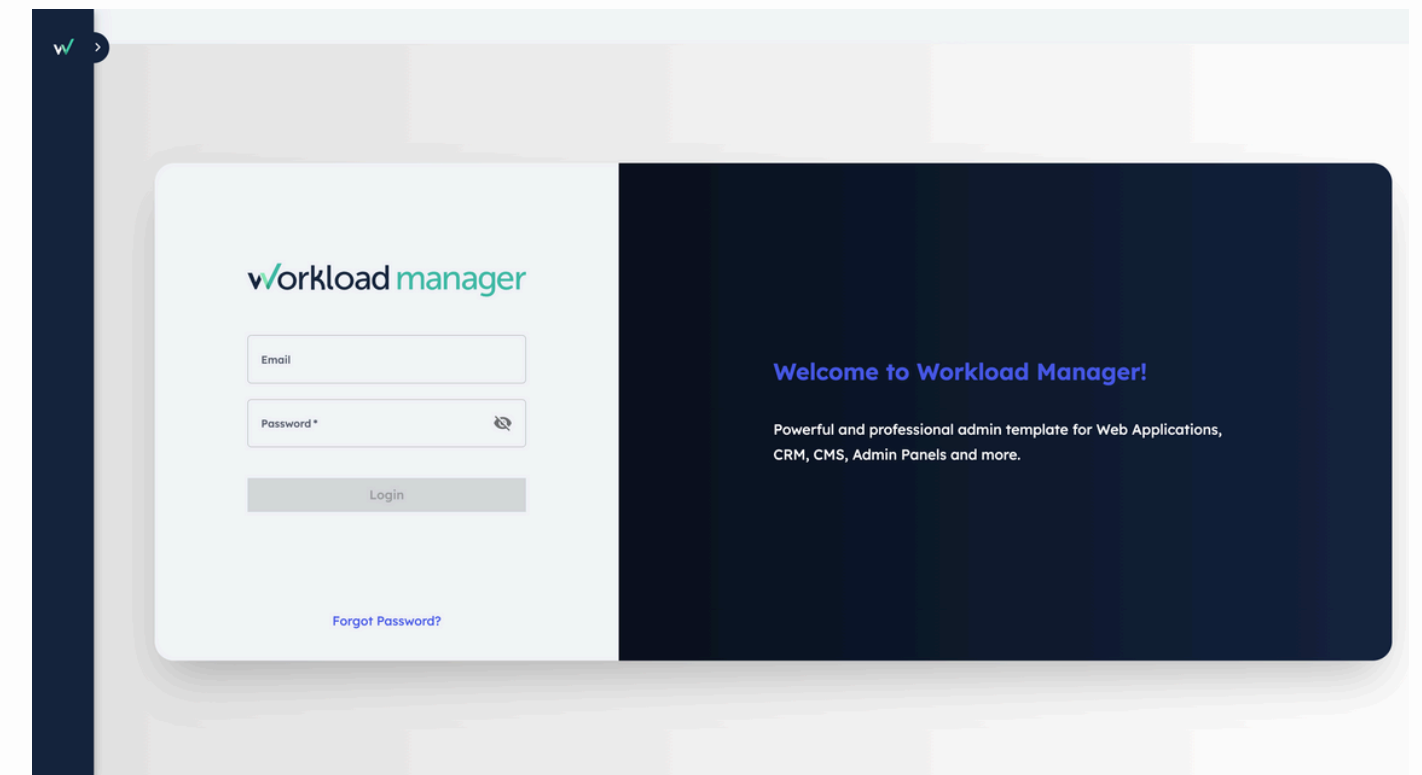 workload manager
Email
Password *
Login
Forgot Password?
Welcome to Workload Manager!
Powerful and professional admin template for Web Applications,
CRM, CMS, Admin Panels and more.